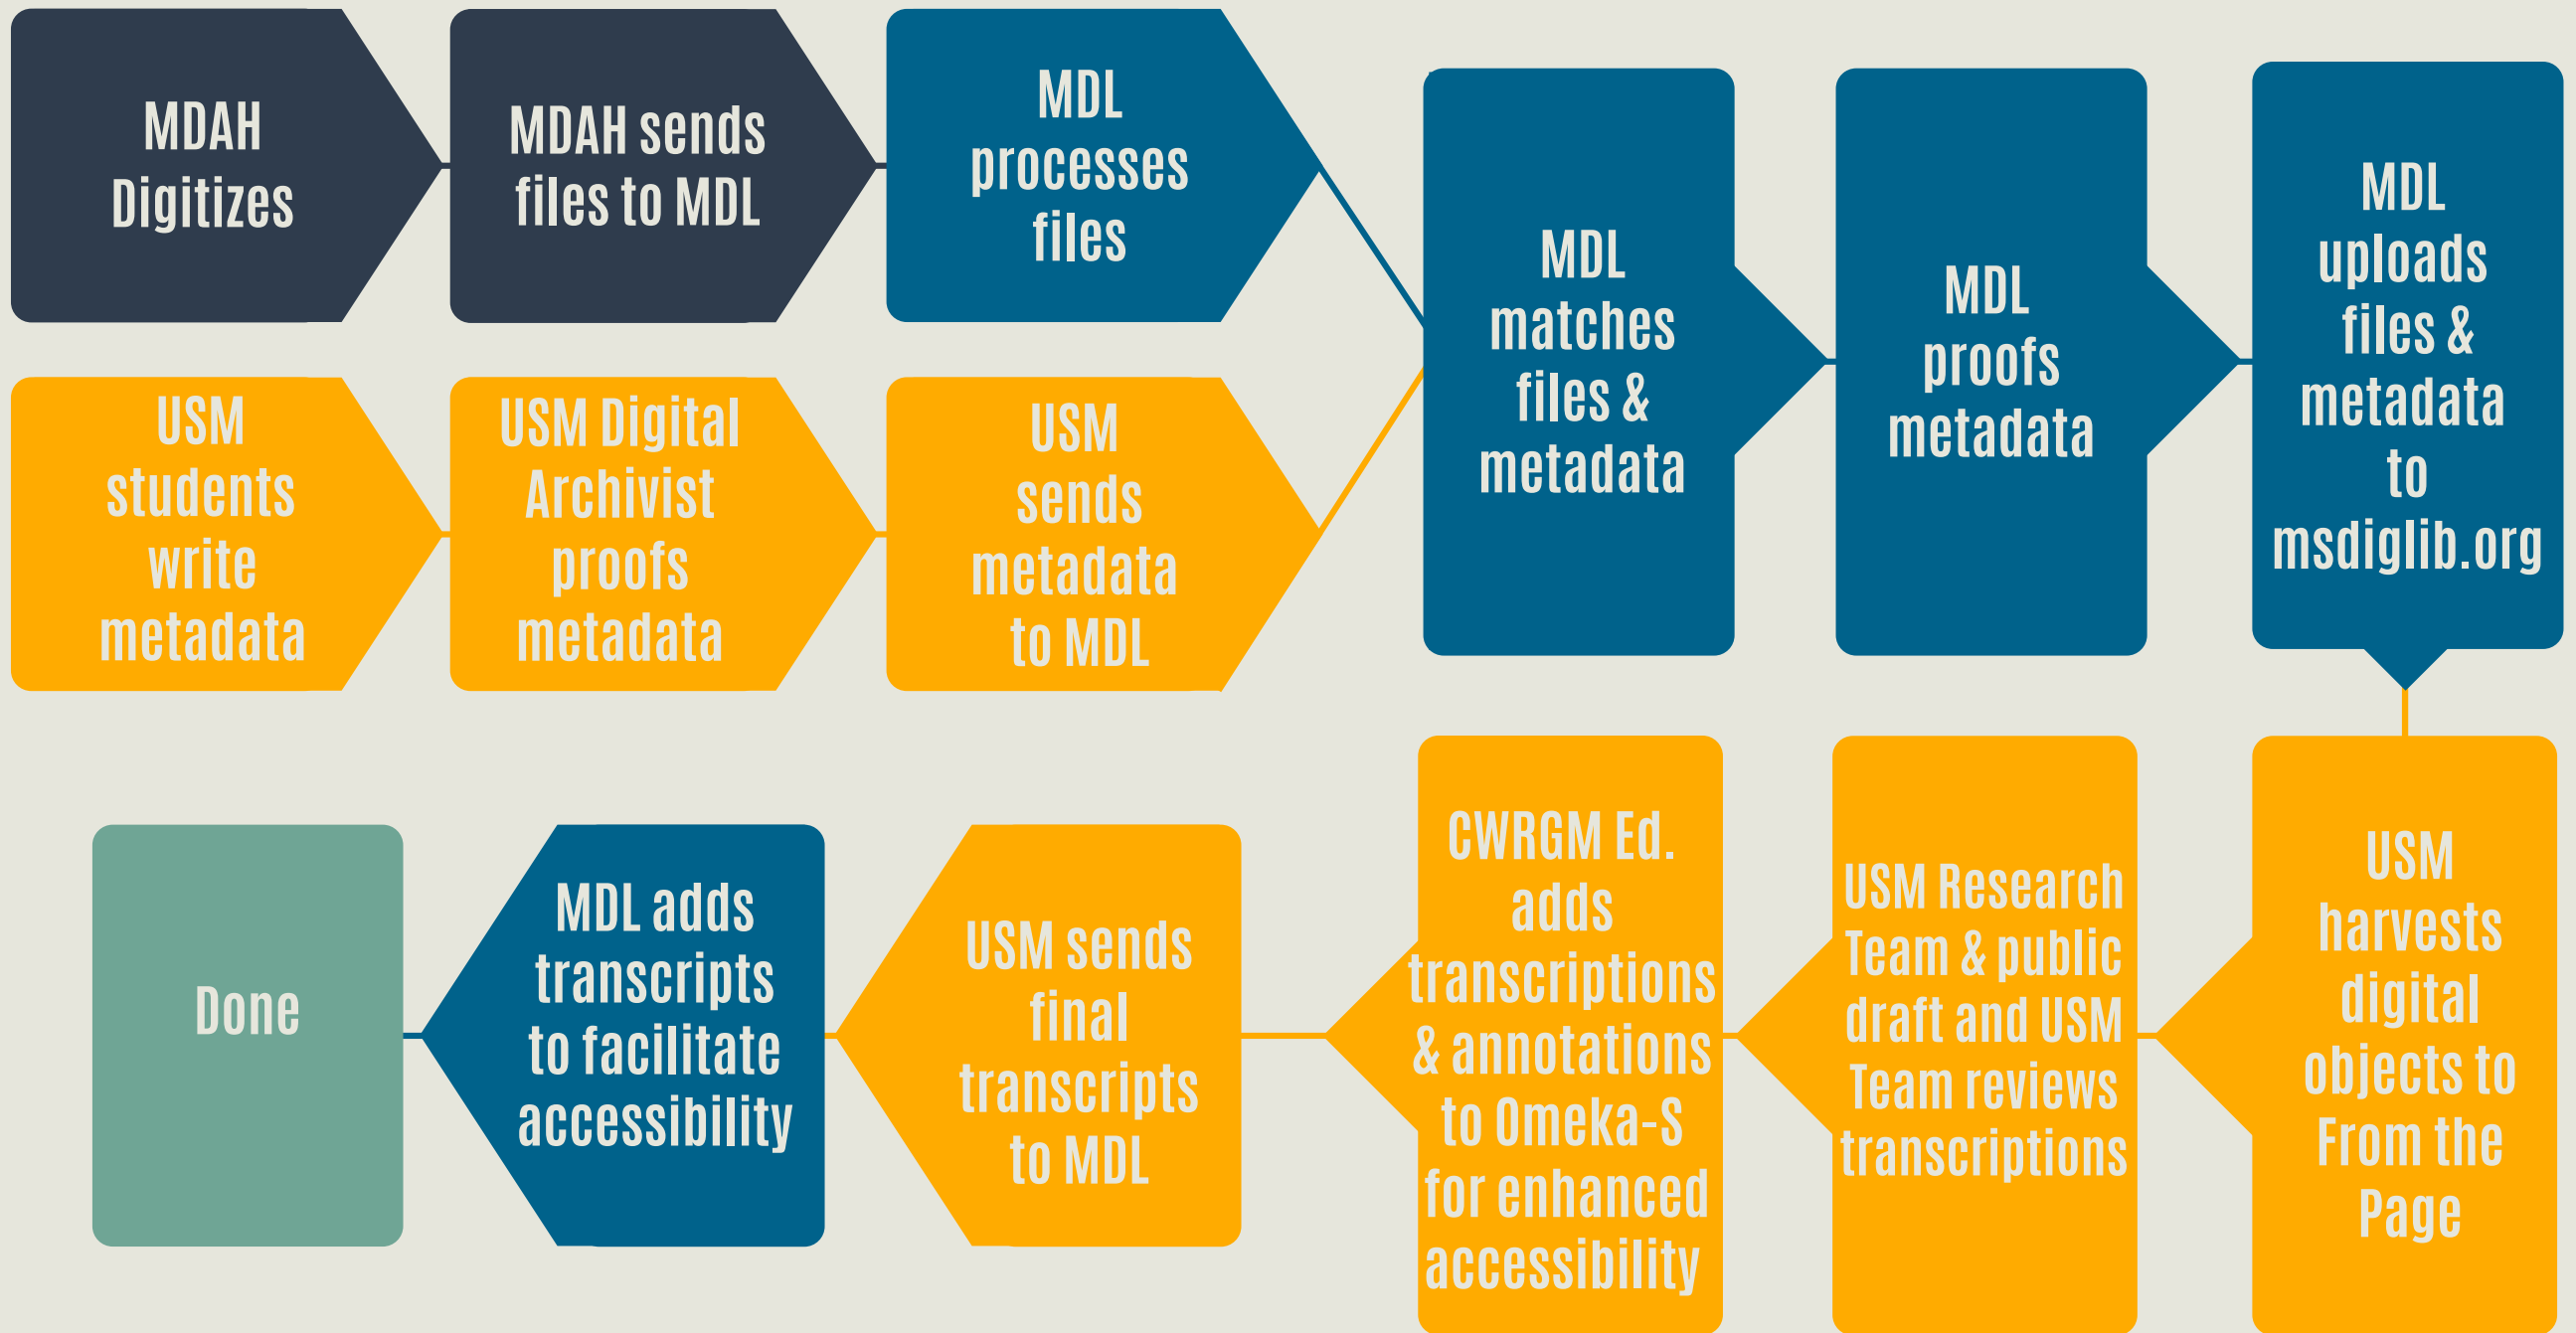 MDAH
Digitizes
MDAH sends
files to MDL
MDL
processes
files
USM
students
write
metadata
USM Digital
Archivist
proofs
metadata
USM
sends
metadata
to MDL
MDL
matches
files &
metadata
MDL
proofs
metadata
MDL
uploads
files &
metadata
to
msdiglib.org
USM
harvests
digital
objects to
From the
Page
USM Research
Team & public
draft and USM
Team reviews
transcriptions
CWRGM Ed.
adds
transcriptions
& annotations
to Omeka-S
for enhanced
accessibility
USM sends
final
transcripts
to MDL
MDL adds
transcripts
to facilitate
accessibility
Done